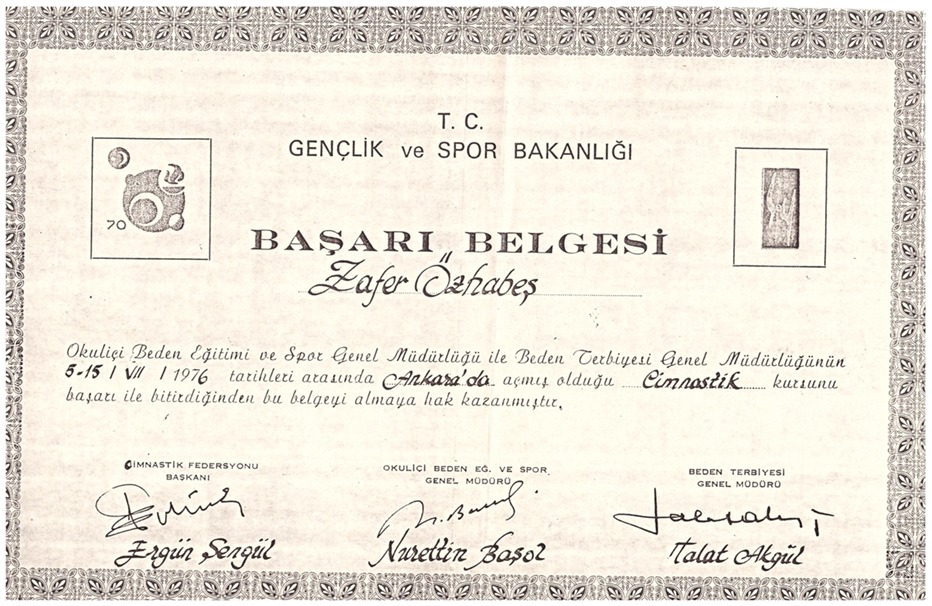 T. C.
GENÇLİK ve SPOR BAKANLIĞI
70
BAŞARI BELGESİ
Zafer Özhabeş
Okuliçi Beden Eğitimi ve Spor Genel Müdürlüğü ile Beden Terbiyesi Genel Müdürlüğünün
5-15 / VII / 1976 tarihleri arasında Ankara'da açmış olduğu Cimnastik kursunu
başarı ile bitirdiğinden bu belgeyi almaya hak kazanmıştır.
CİMNASTİK FEDERSYONU
BAŞKANI
Ergün Şengül
OKULİCİ BEDEN EĞ. VE SPOR
GENEL MÜDÜRÜ
Nurettin Başol
BEDEN TERBİYESİ
GENEL MÜDÜRÜ
Talat Akgül